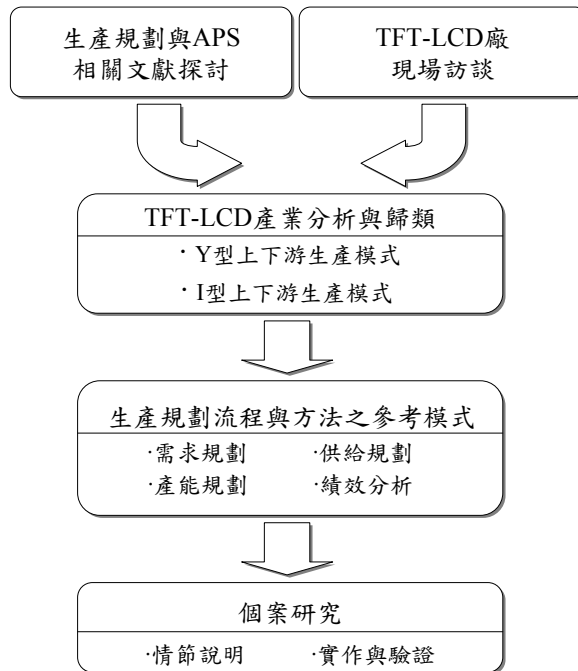 生產規劃與APS
相關文獻探討
TFT-LCD廠
現場訪談
TFT-LCD產業分析與歸類
·Y型上下游生產模式
·I型上下游生產模式
生產規劃流程與方法之參考模式
·需求規劃 ·供給規劃
·產能規劃 ·績效分析
個案研究
·情節說明 ·實作與驗證